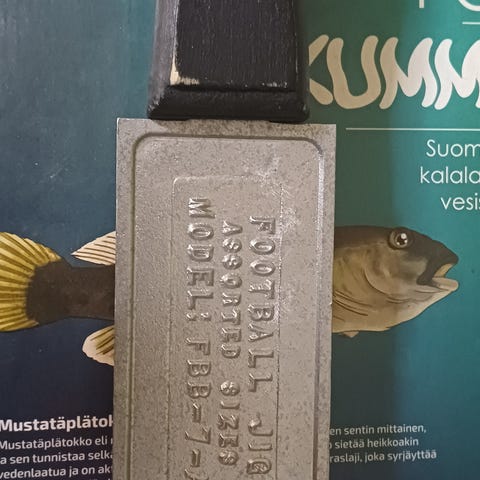 KUMM
Suom
kalala
vesis
FOOTBALL JIG
ASSORTED SIZES
MODEL: FBB-7-
Mustatäplätok
Mustatäplätokko eli
a sen tunnistaa selkä
vedenlaatua ja on ak
en sentin mittainen,
sietää heikkoakin
raslaji, joka syrjäyttää